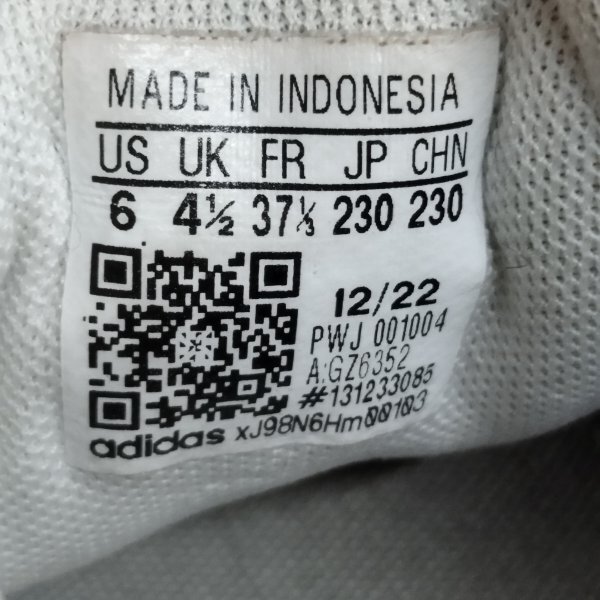 MADE IN INDONESIA
US UK FR JP CHN
6 4½ 37⅓ 230 230
12/22
PWJ 001004
A:GZ6352
#131233085
adidas xJ98N6Hm00103